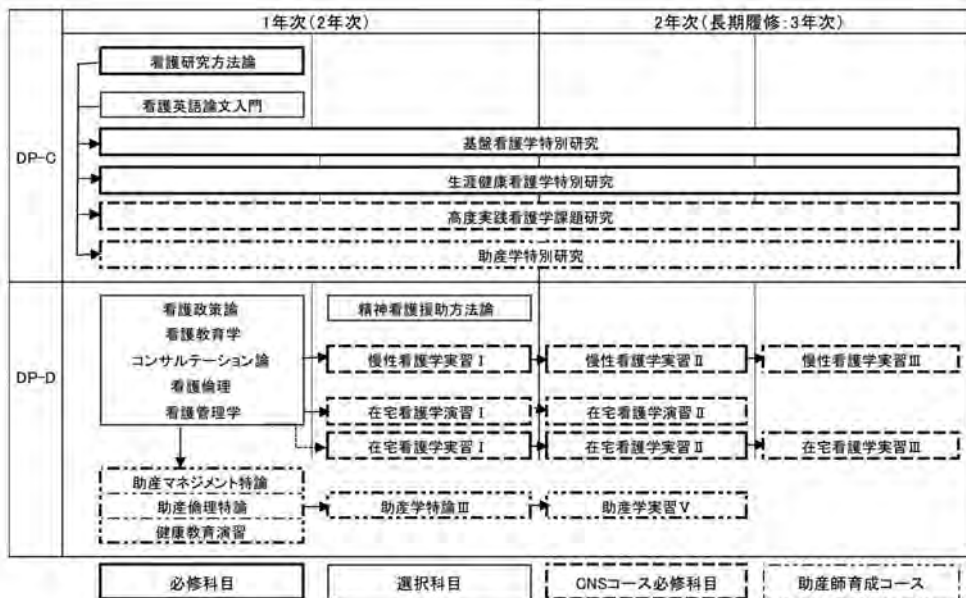 1年次(2年次) 2年次(長期履修:3年次)
DP-C
看護研究方法論
看護英語論文入門
基盤看護学特別研究
生涯健康看護学特別研究
高度実践看護学課題研究
助産学特別研究
DP-D
看護政策論
看護教育学
コンサルテーション論
看護倫理
看護管理学
精神看護援助方法論
慢性看護学実習Ⅰ 慢性看護学実習Ⅱ 慢性看護学実習Ⅲ
在宅看護学演習Ⅰ 在宅看護学演習Ⅱ
在宅看護学実習Ⅰ 在宅看護学実習Ⅱ 在宅看護学実習Ⅲ
助産マネジメント特論
助産倫理特論 助産学特論Ⅲ 助産学実習Ⅴ
健康教育演習
必修科目 選択科目 CNSコース必修科目 助産師育成コース